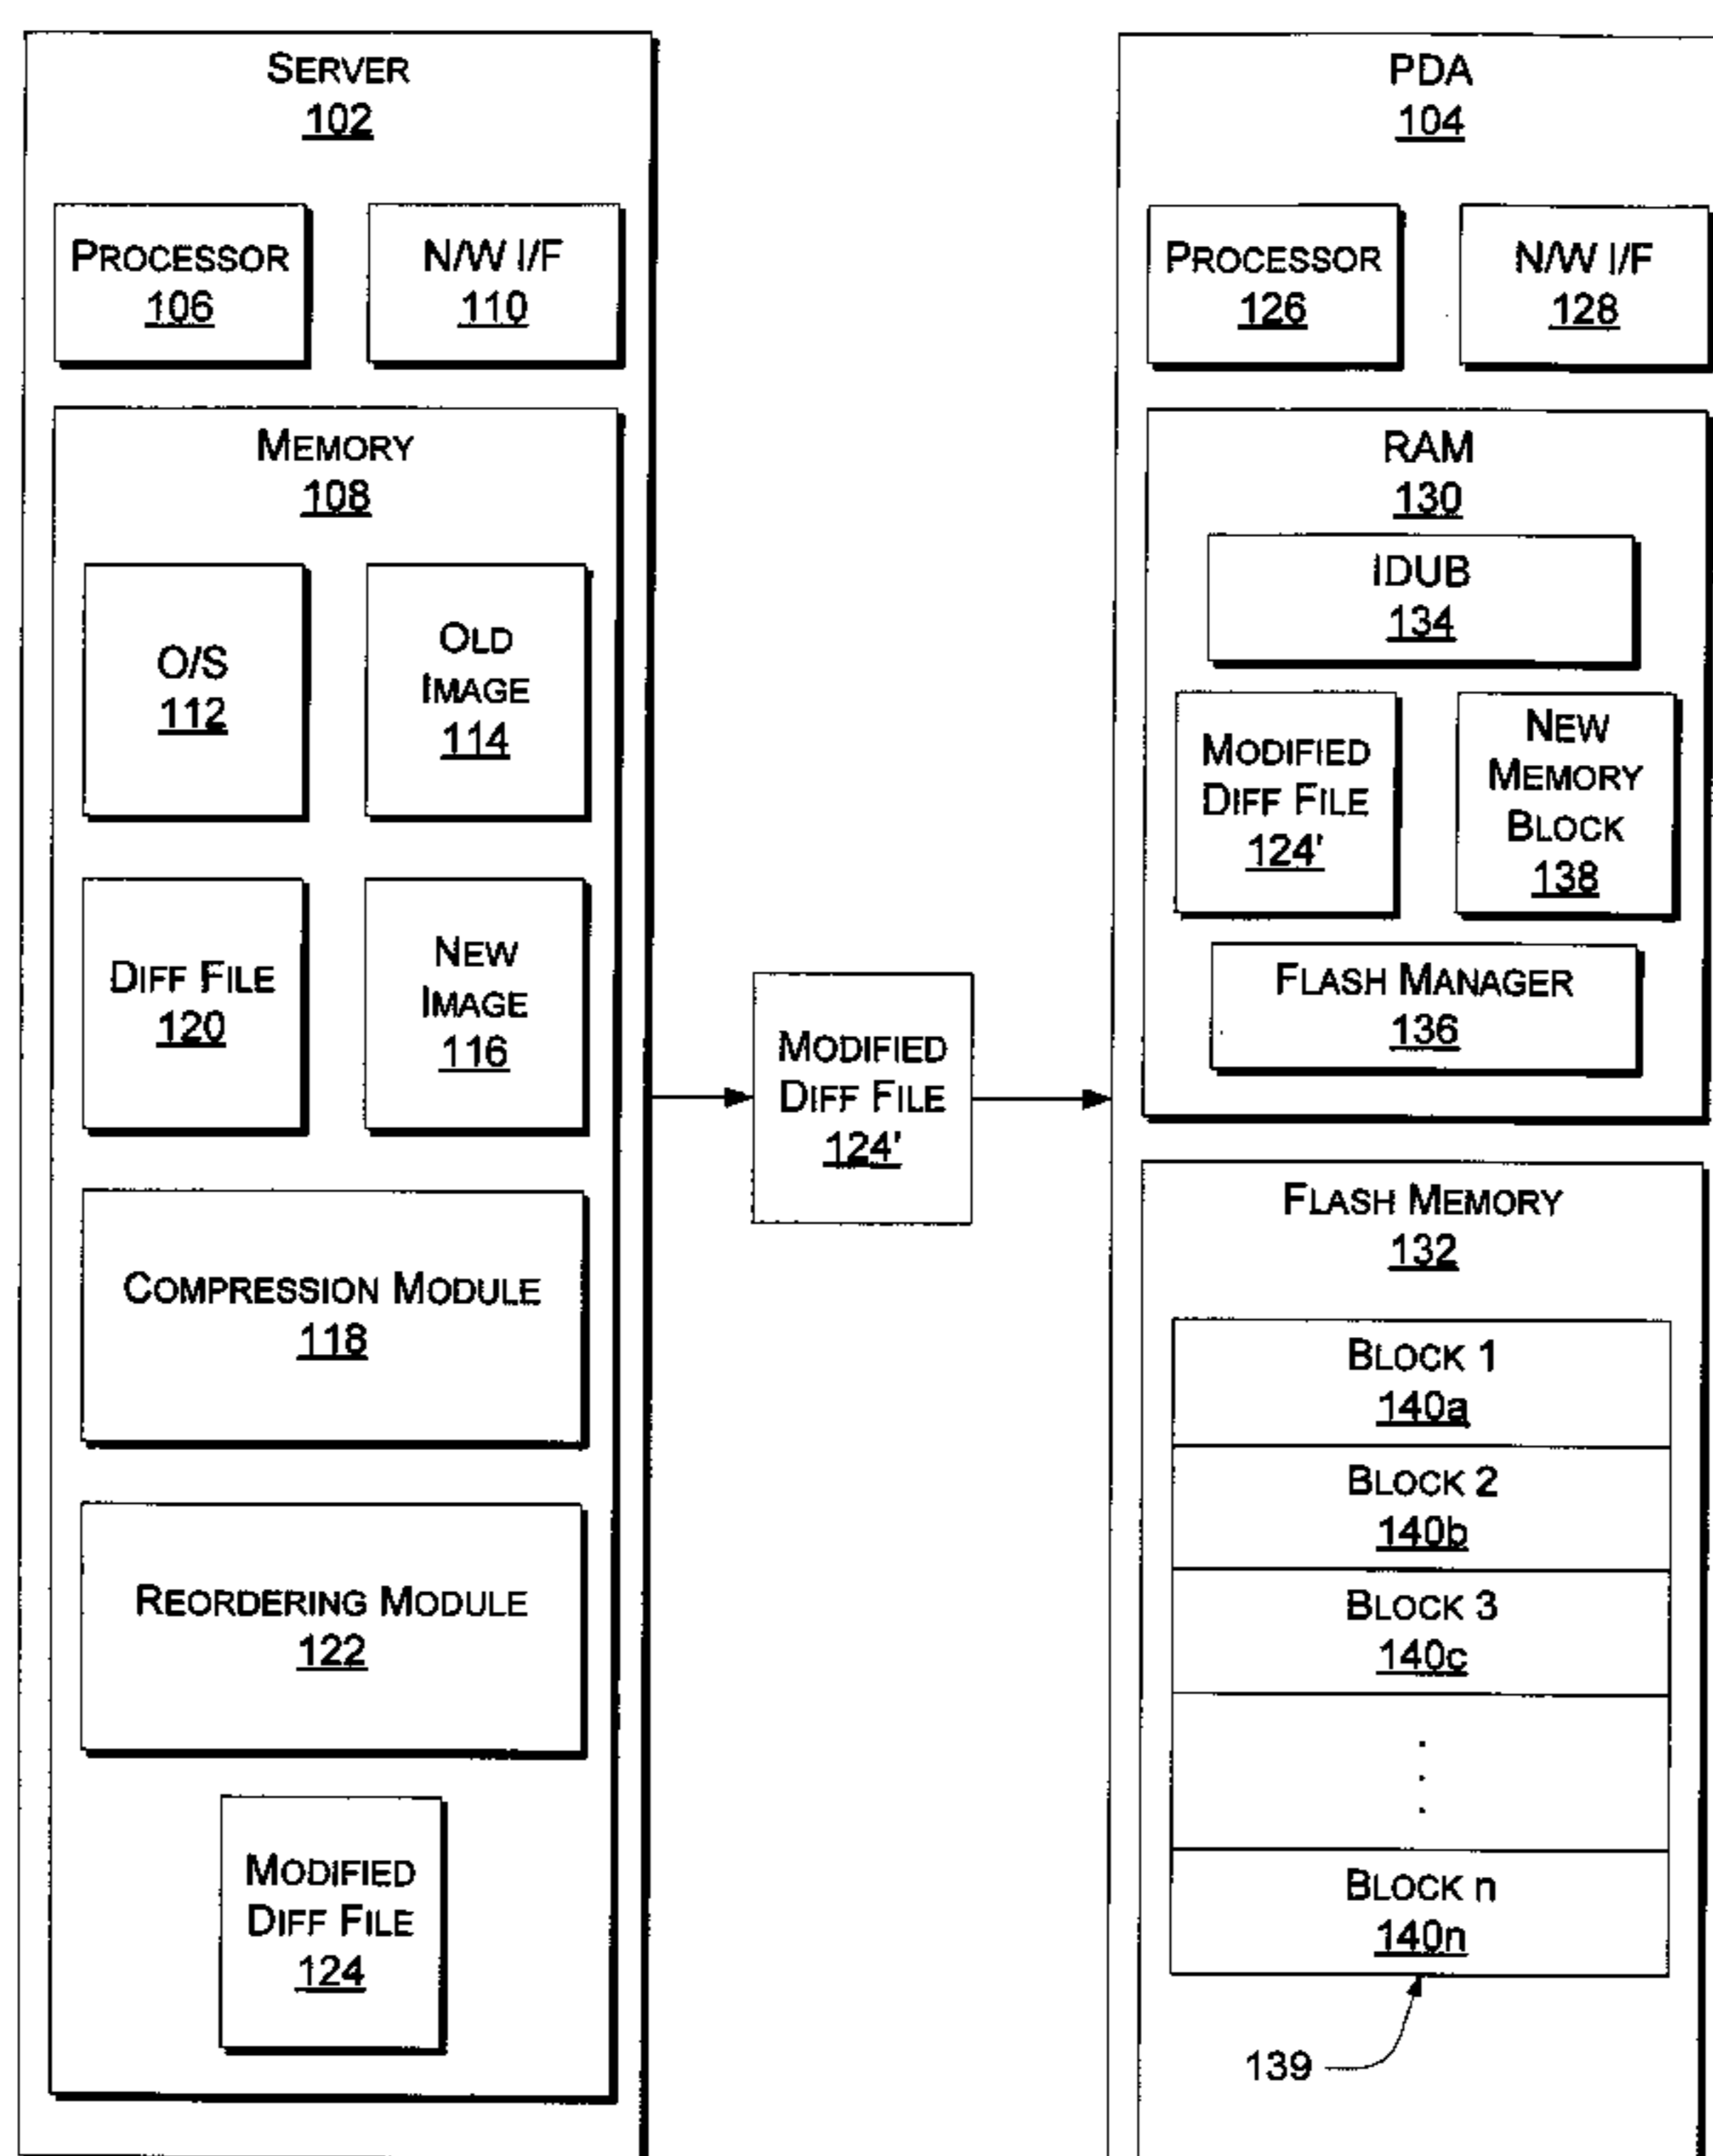 SERVER
102
PROCESSOR
106
N/W I/F
110
MEMORY
108
O/S
112
OLD
IMAGE
114
DIFF FILE
120
NEW
IMAGE
116
COMPRESSION MODULE
118
REORDERING MODULE
122
MODIFIED
DIFF FILE
124
MODIFIED
DIFF FILE
124'
PDA
104
PROCESSOR
126
N/W I/F
128
RAM
130
IDUB
134
MODIFIED
DIFF FILE
124'
NEW
MEMORY
BLOCK
138
FLASH MANAGER
136
FLASH MEMORY
132
BLOCK 1
140a
BLOCK 2
140b
BLOCK 3
140c
.
.
.
BLOCK n
140n
139